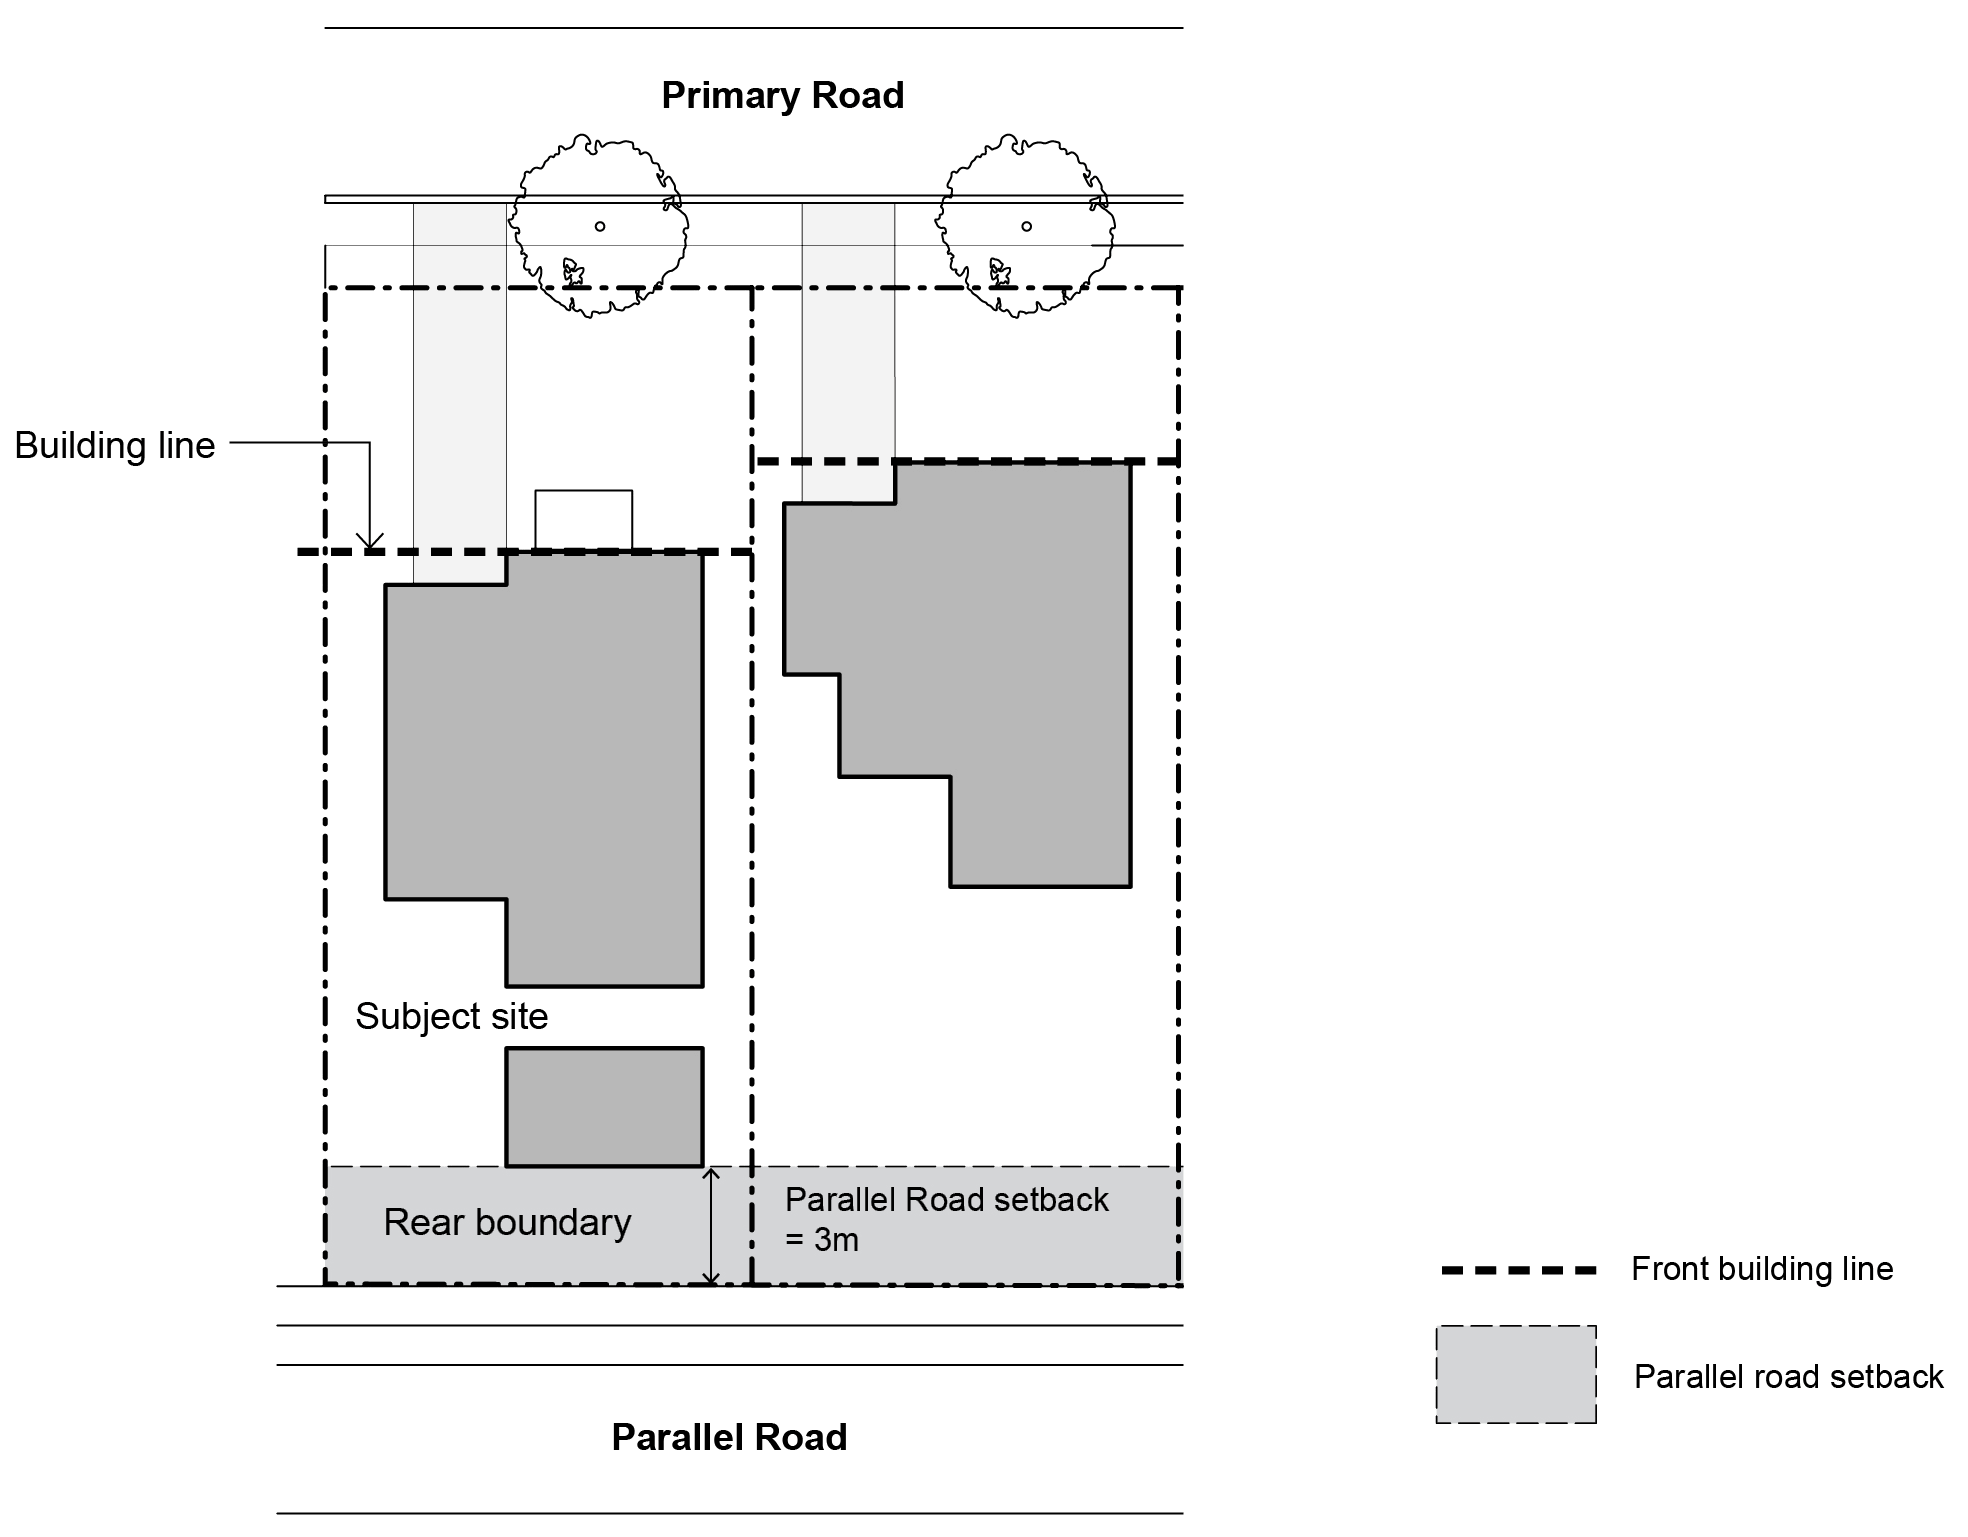 Primary Road
Building line
Subject site
Rear boundary
Parallel Road setback
= 3m
Front building line
Parallel road setback
Parallel Road